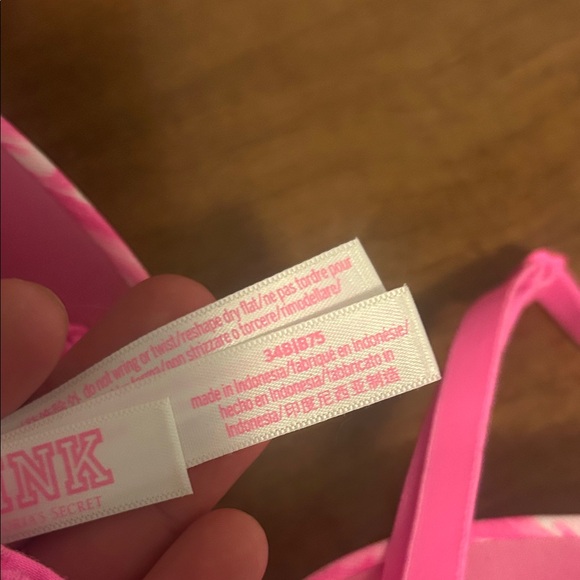 do not wring or twist/reshape dry flat/ne pas tordre pour
/non strizzare o torcere/rimodellare/
34B|B75
made in Indonesia/fabriqué en Indonésie/
hecho en Indonesia/fabbricato in
Indonesia/印度尼西亚制造
INK
SECRET